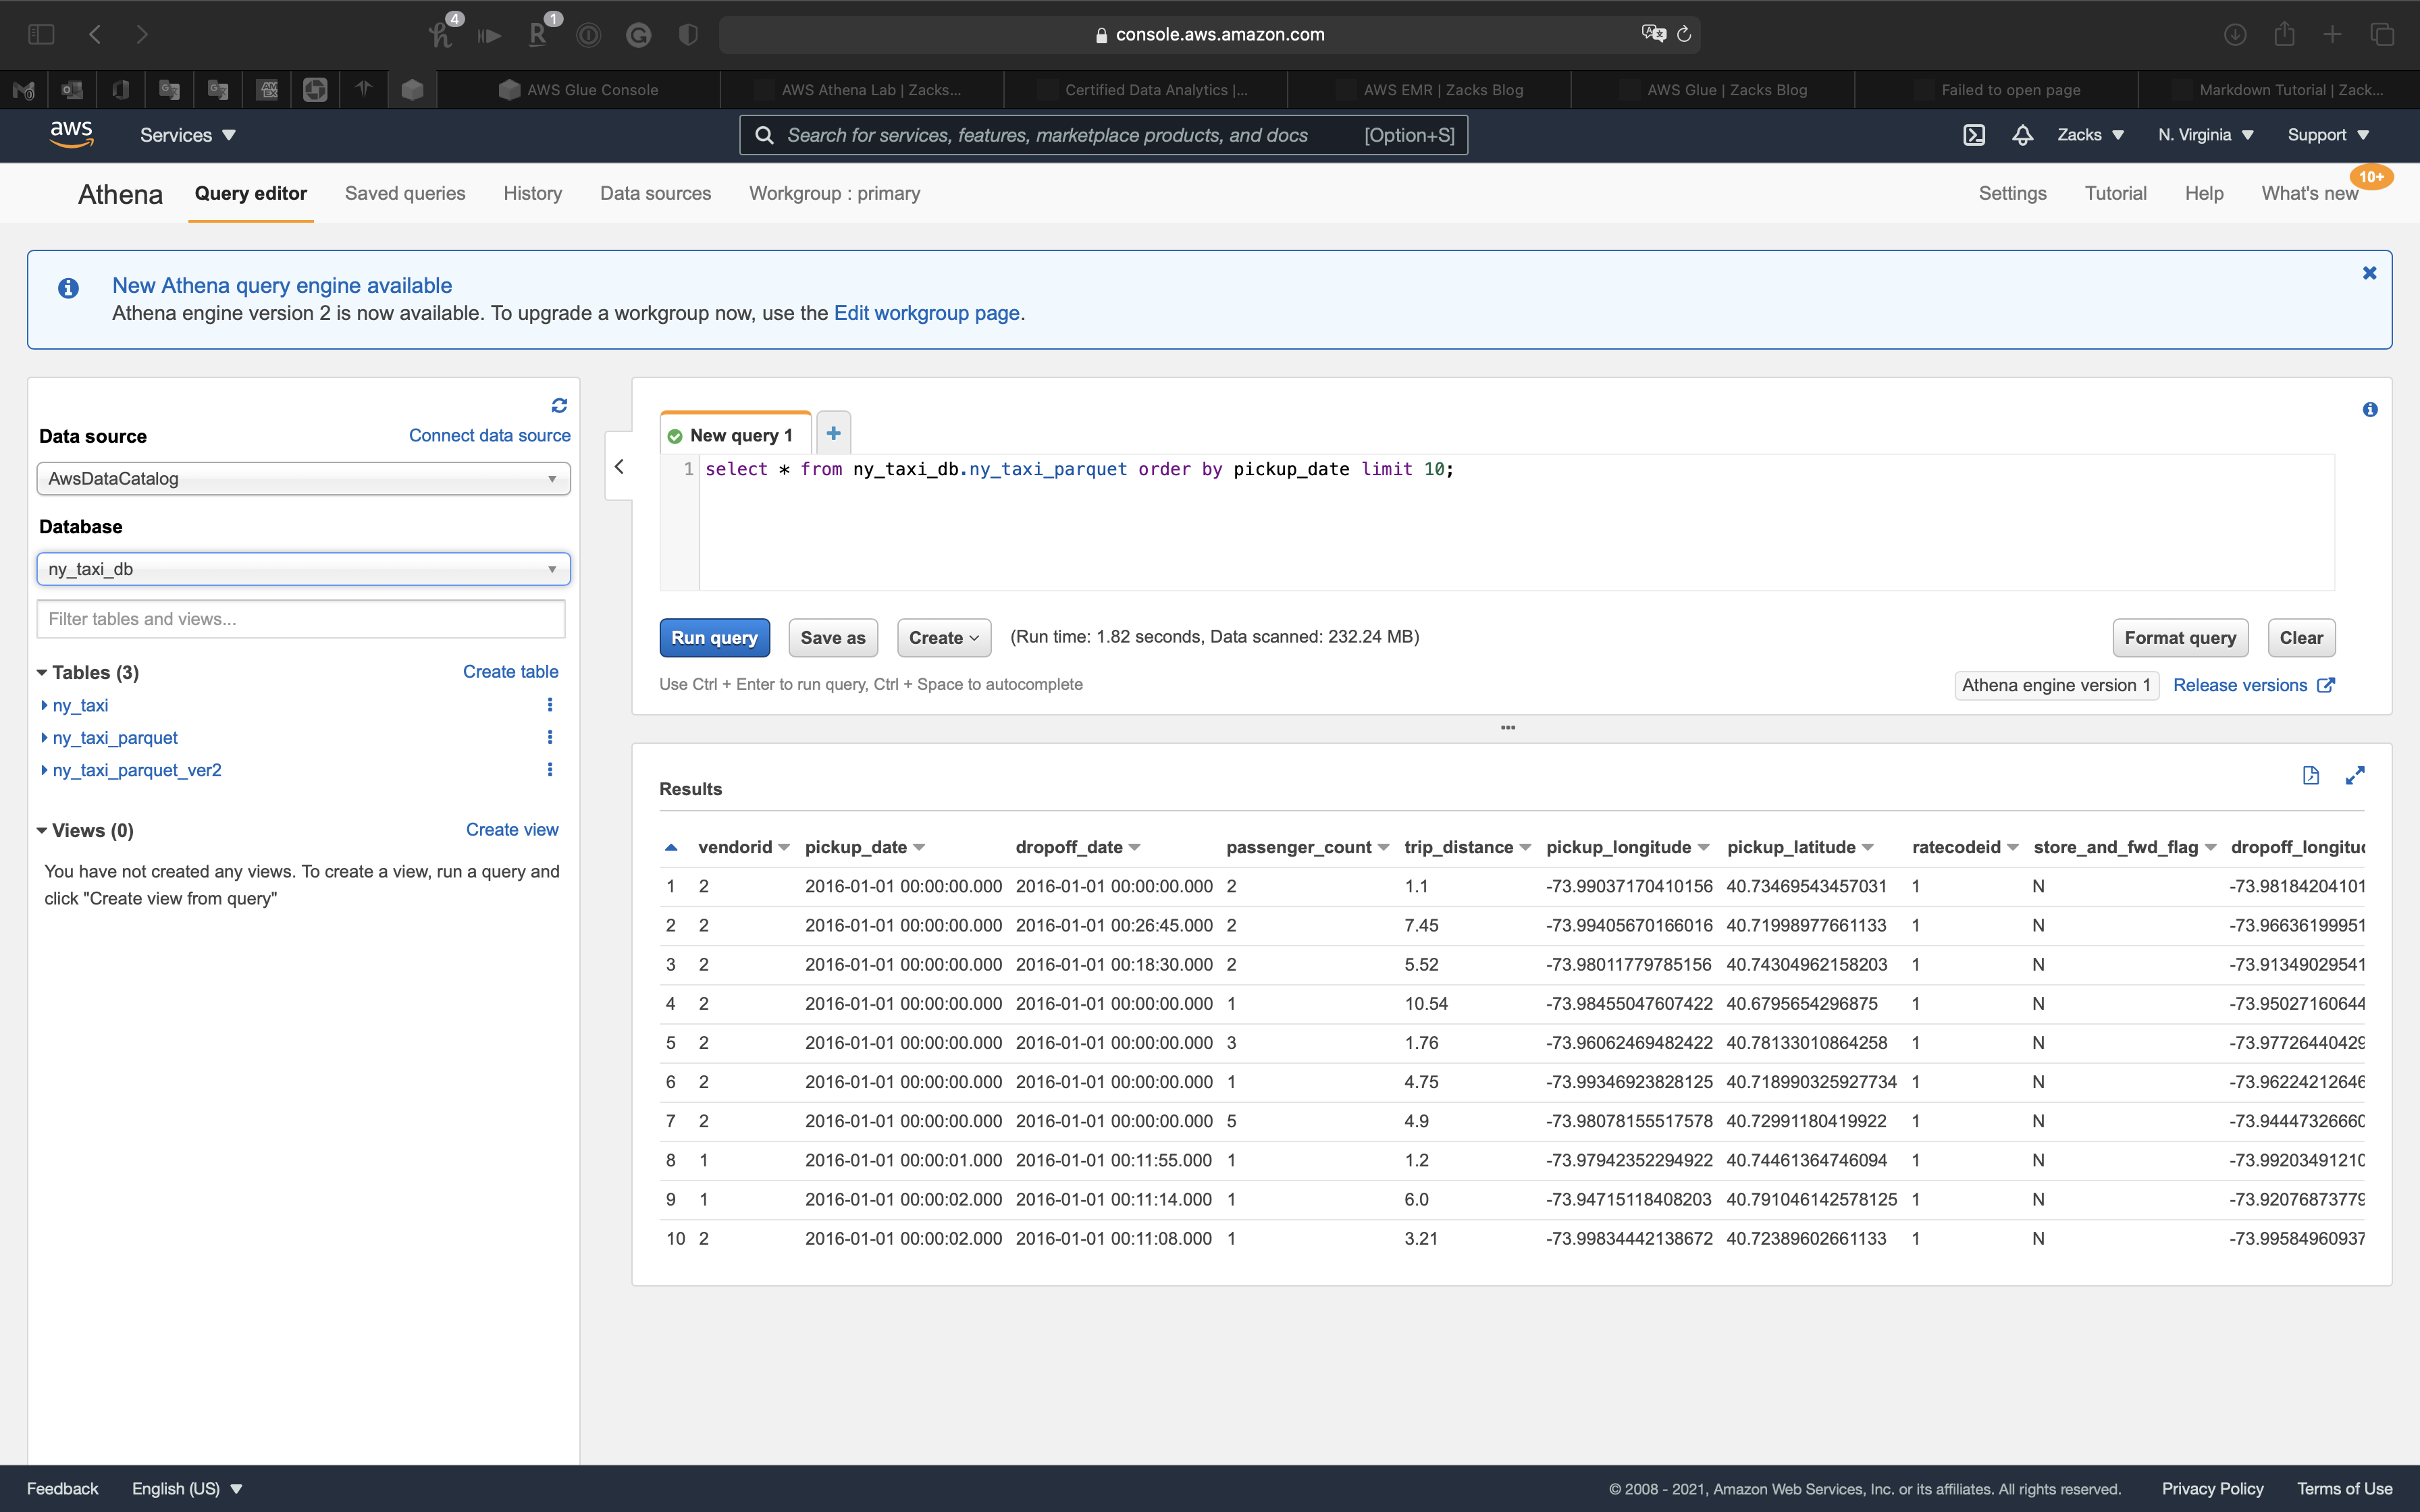 4
1
console.aws.amazon.com
AWS Glue Console
AWS Athena Lab | Zacks...
Certified Data Analytics |...
AWS EMR | Zacks Blog
AWS Glue | Zacks Blog
Failed to open page
Markdown Tutorial | Zack...
aws
Services
Search for services, features, marketplace products, and docs [Option+S]
Zacks
N. Virginia
Support
Athena
Query editor
Saved queries
History
Data sources
Workgroup : primary
Settings
Tutorial
Help
What's new
10+
New Athena query engine available
Athena engine version 2 is now available. To upgrade a workgroup now, use the Edit workgroup page.
Data source
Connect data source
AwsDataCatalog
Database
ny_taxi_db
Filter tables and views...
Tables (3)
Create table
ny_taxi
ny_taxi_parquet
ny_taxi_parquet_ver2
Views (0)
Create view
You have not created any views. To create a view, run a query and
click "Create view from query"
New query 1
+
1 select * from ny_taxi_db.ny_taxi_parquet order by pickup_date limit 10;
Run query
Save as
Create
(Run time: 1.82 seconds, Data scanned: 232.24 MB)
Format query
Clear
Use Ctrl + Enter to run query, Ctrl + Space to autocomplete
Athena engine version 1
Release versions
Results
vendorid pickup_date dropoff_date passenger_count trip_distance pickup_longitude pickup_latitude ratecodeid store_and_fwd_flag dropoff_longituc
1 2 2016-01-01 00:00:00.000 2016-01-01 00:00:00.000 2 1.1 -73.99037170410156 40.73469543457031 1 N -73.98184204101
2 2 2016-01-01 00:00:00.000 2016-01-01 00:26:45.000 2 7.45 -73.99405670166016 40.71998977661133 1 N -73.96636199951
3 2 2016-01-01 00:00:00.000 2016-01-01 00:18:30.000 2 5.52 -73.98011779785156 40.74304962158203 1 N -73.91349029541
4 2 2016-01-01 00:00:00.000 2016-01-01 00:00:00.000 1 10.54 -73.98455047607422 40.6795654296875 1 N -73.95027160644
5 2 2016-01-01 00:00:00.000 2016-01-01 00:00:00.000 3 1.76 -73.96062469482422 40.78133010864258 1 N -73.97726440429
6 2 2016-01-01 00:00:00.000 2016-01-01 00:00:00.000 1 4.75 -73.99346923828125 40.718990325927734 1 N -73.96224212646
7 2 2016-01-01 00:00:00.000 2016-01-01 00:00:00.000 5 4.9 -73.98078155517578 40.72991180419922 1 N -73.94447326660
8 1 2016-01-01 00:00:01.000 2016-01-01 00:11:55.000 1 1.2 -73.97942352294922 40.74461364746094 1 N -73.99203491210
9 1 2016-01-01 00:00:02.000 2016-01-01 00:11:14.000 1 6.0 -73.94715118408203 40.791046142578125 1 N -73.92076873779
10 2 2016-01-01 00:00:02.000 2016-01-01 00:11:08.000 1 3.21 -73.99834442138672 40.72389602661133 1 N -73.99584960937
Feedback
English (US)
© 2008 - 2021, Amazon Web Services, Inc. or its affiliates. All rights reserved.
Privacy Policy
Terms of Use